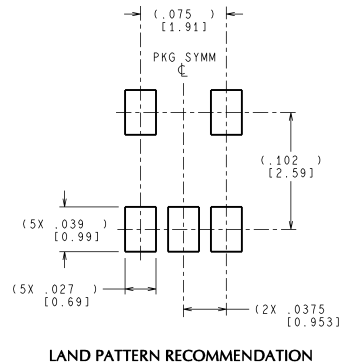 (.075 )
[1.91]
PKG SYMM
℄
(.102 )
[2.59]
(5X .039 )
[0.99]
(5X .027 )
[0.69]
(2X .0375
[0.953]
LAND PATTERN RECOMMENDATION